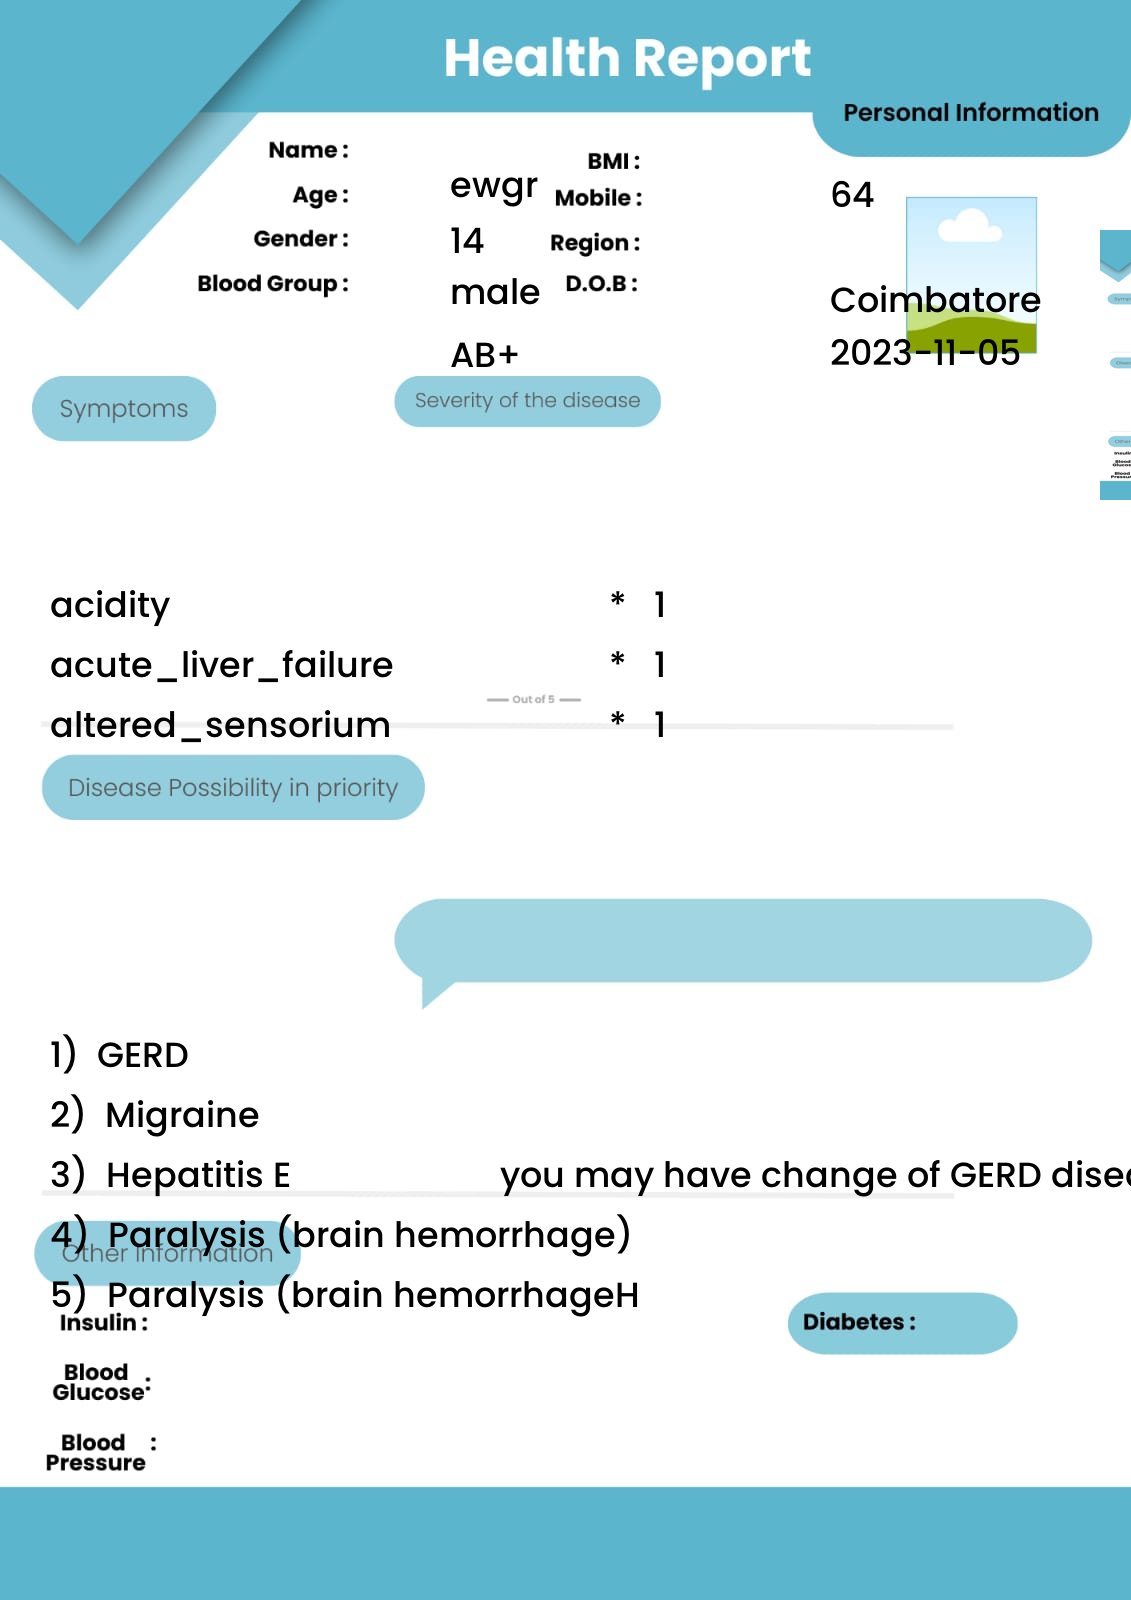 Health Report
Personal Information
Name :
BMI :
ewgr
64
Age :
Mobile :
Gender :
14
Region :
Blood Group :
male
D.O.B :
Coimbatore
AB+
2023-11-05
Symptoms
Severity of the disease
acidity * 1
acute_liver_failure * 1
Out of 5
altered_sensorium * 1
Disease Possibility in priority
1) GERD
2) Migraine
3) Hepatitis E
you may have change of GERD
4) Paralysis (brain hemorrhage)
Other Information
5) Paralysis (brain hemorrhageH
Insulin :
Diabetes :
Blood
Glucose :
Blood :
Pressure